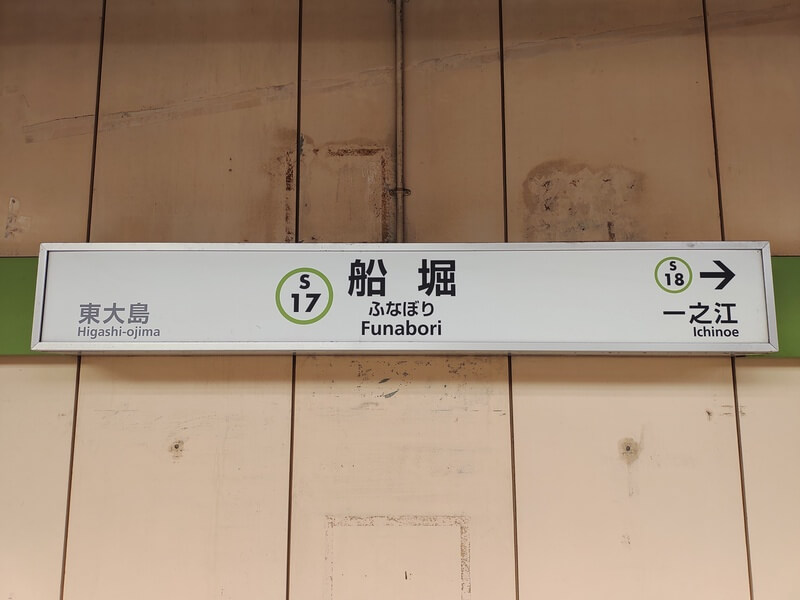 東大島
Higashi-ojima
S
17
船堀
ふなぼり
Funabori
S
18
→
一之江
Ichinoe